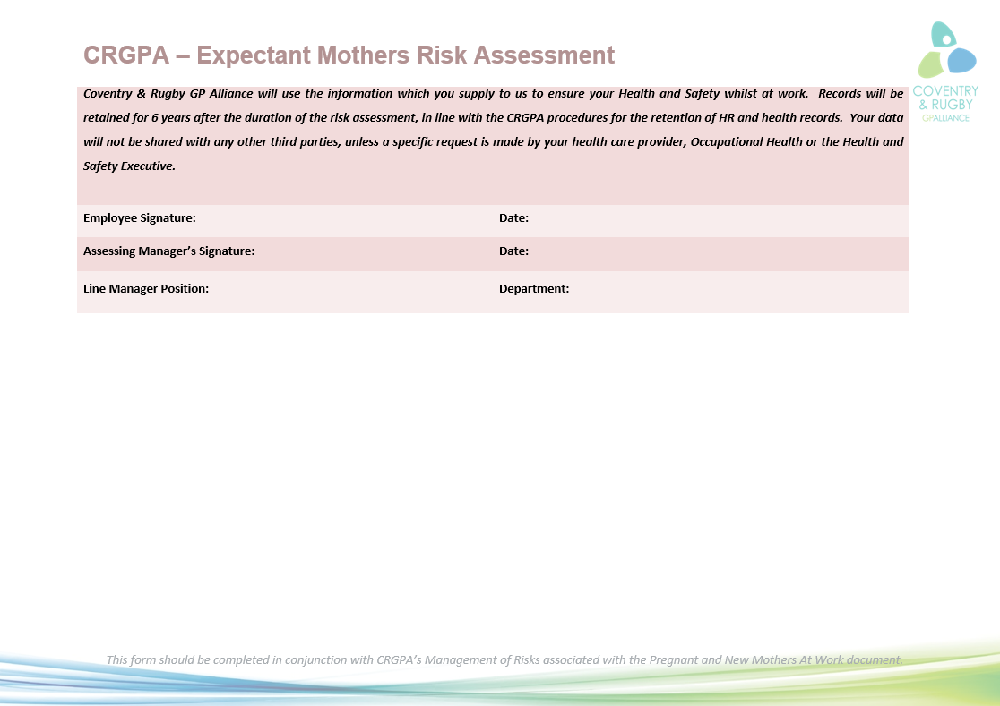 CRGPA – Expectant Mothers Risk Assessment
COVENTRY
& RUGBY
GPALLIANCE
Coventry & Rugby GP Alliance will use the information which you supply to us to ensure your Health and Safety whilst at work. Records will be
retained for 6 years after the duration of the risk assessment, in line with the CRGPA procedures for the retention of HR and health records. Your data
will not be shared with any other third parties, unless a specific request is made by your health care provider, Occupational Health or the Health and
Safety Executive.
Employee Signature: Date:
Assessing Manager’s Signature: Date:
Line Manager Position: Department:
This form should be completed in conjunction with CRGPA’s Management of Risks associated with the Pregnant and New Mothers At Work document.